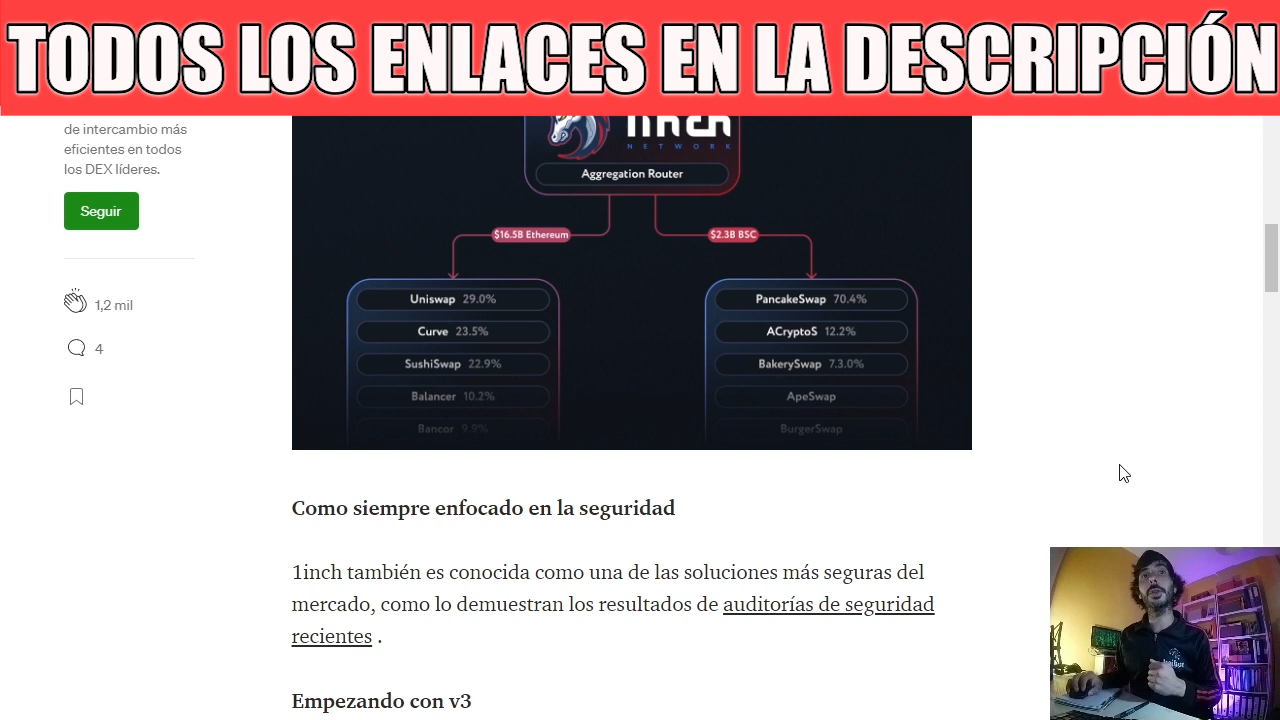 TODOS LOS ENLACES EN LA DESCRIPCIÓN
de intercambio más
eficientes en todos
los DEX líderes.
Seguir
1,2 mil
4
NETWORK
Aggregation Router
$16.5B Ethereum
$2.3B BSC
Uniswap 29.0%
Curve 23.5%
SushiSwap 22.9%
Balancer 10.2%
Bancor 9.9%
PancakeSwap 70.4%
ACryptoS 12.2%
BakerySwap 7.3.0%
ApeSwap
BurgerSwap
Como siempre enfocado en la seguridad
1inch también es conocida como una de las soluciones más seguras del
mercado, como lo demuestran los resultados de auditorías de seguridad
recientes .
Empezando con v3